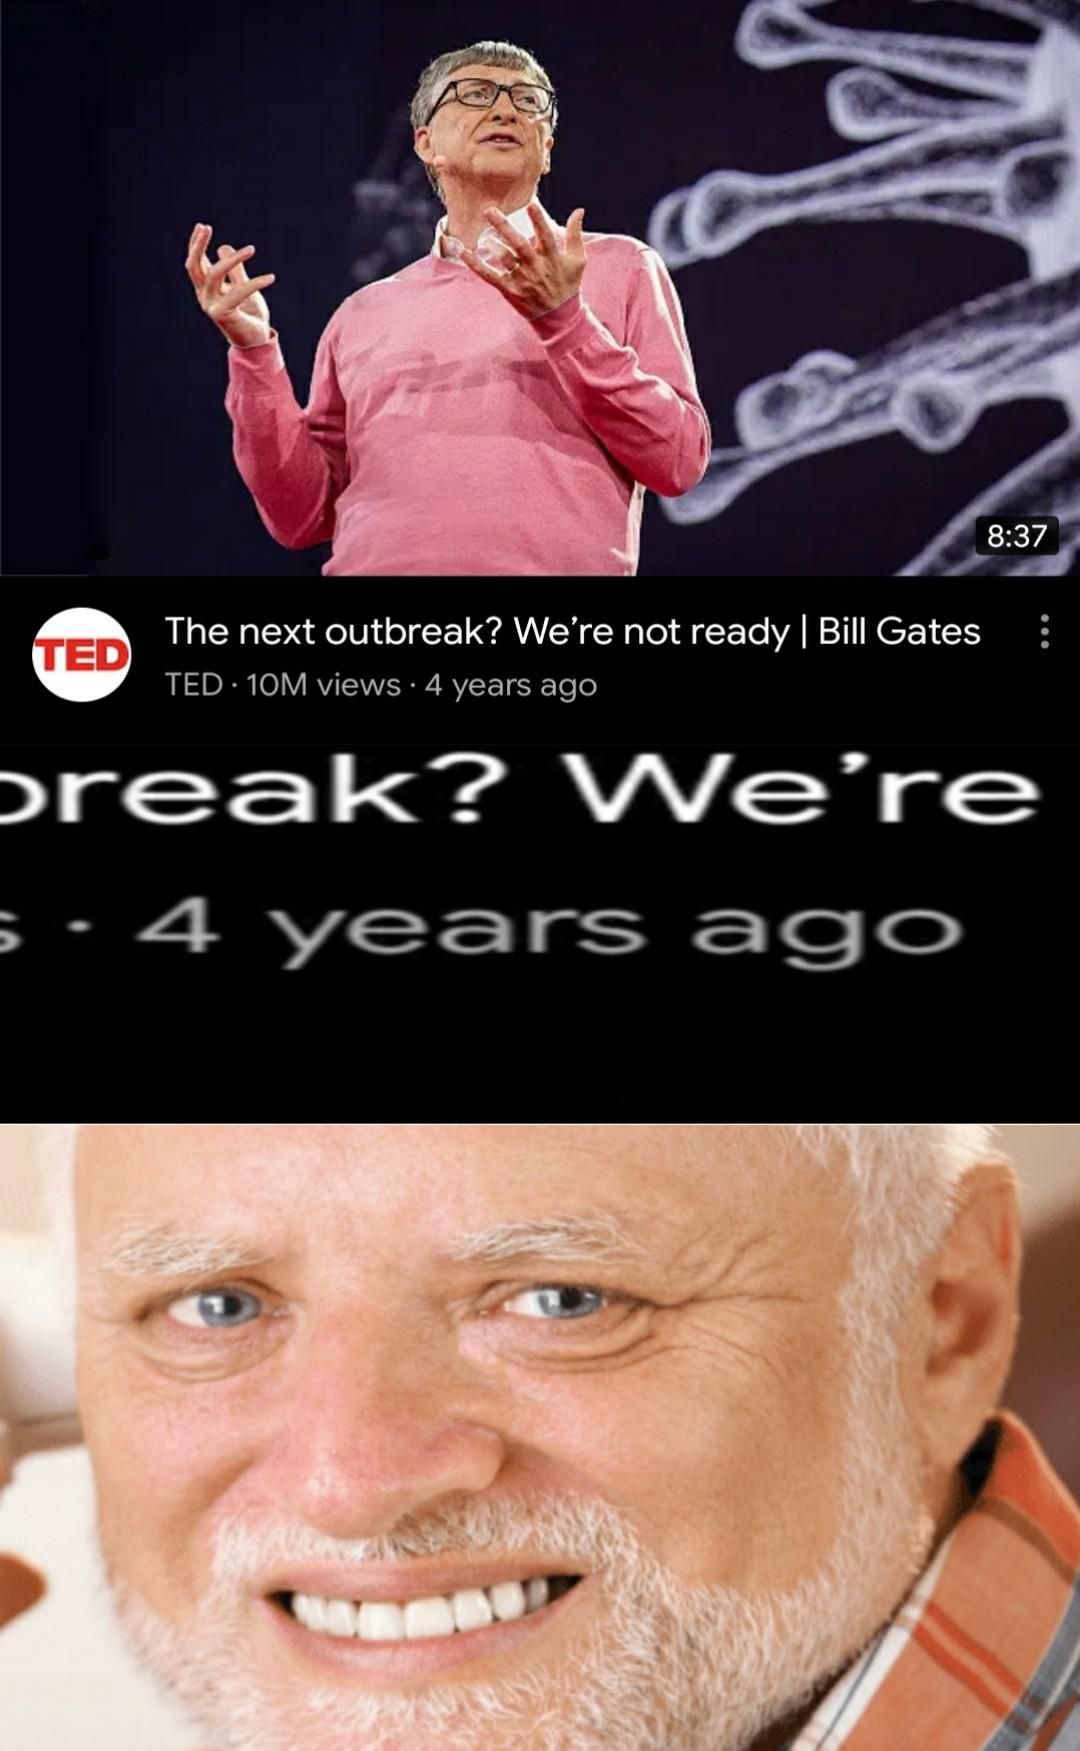 8:37
TED
The next outbreak? We’re not ready | Bill Gates
TED · 10M views · 4 years ago
break? We’re
s · 4 years ago